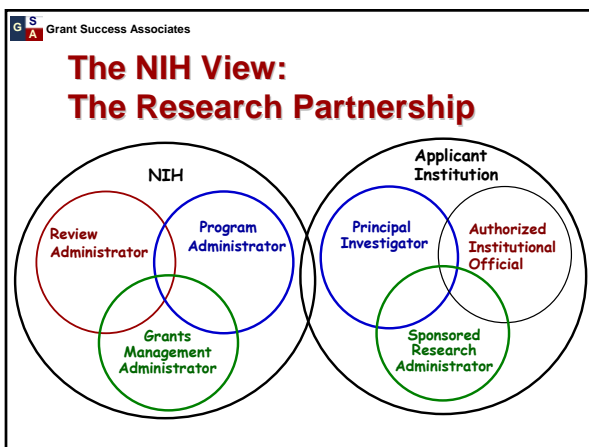 G S A Grant Success Associates
The NIH View:
The Research Partnership
NIH
Review
Administrator
Program
Administrator
Grants
Management
Administrator
Applicant
Institution
Principal
Investigator
Authorized
Institutional
Official
Sponsored
Research
Administrator